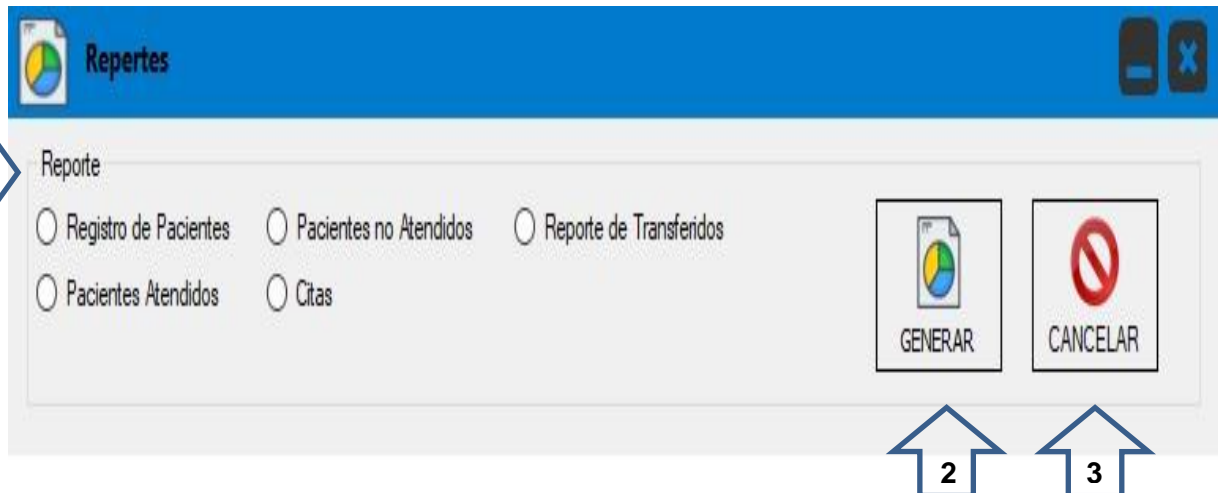 Repertes
Reporte
Registro de Pacientes Pacientes no Atendidos Reporte de Transferidos
Pacientes Atendidos Citas
GENERAR CANCELAR
2 3